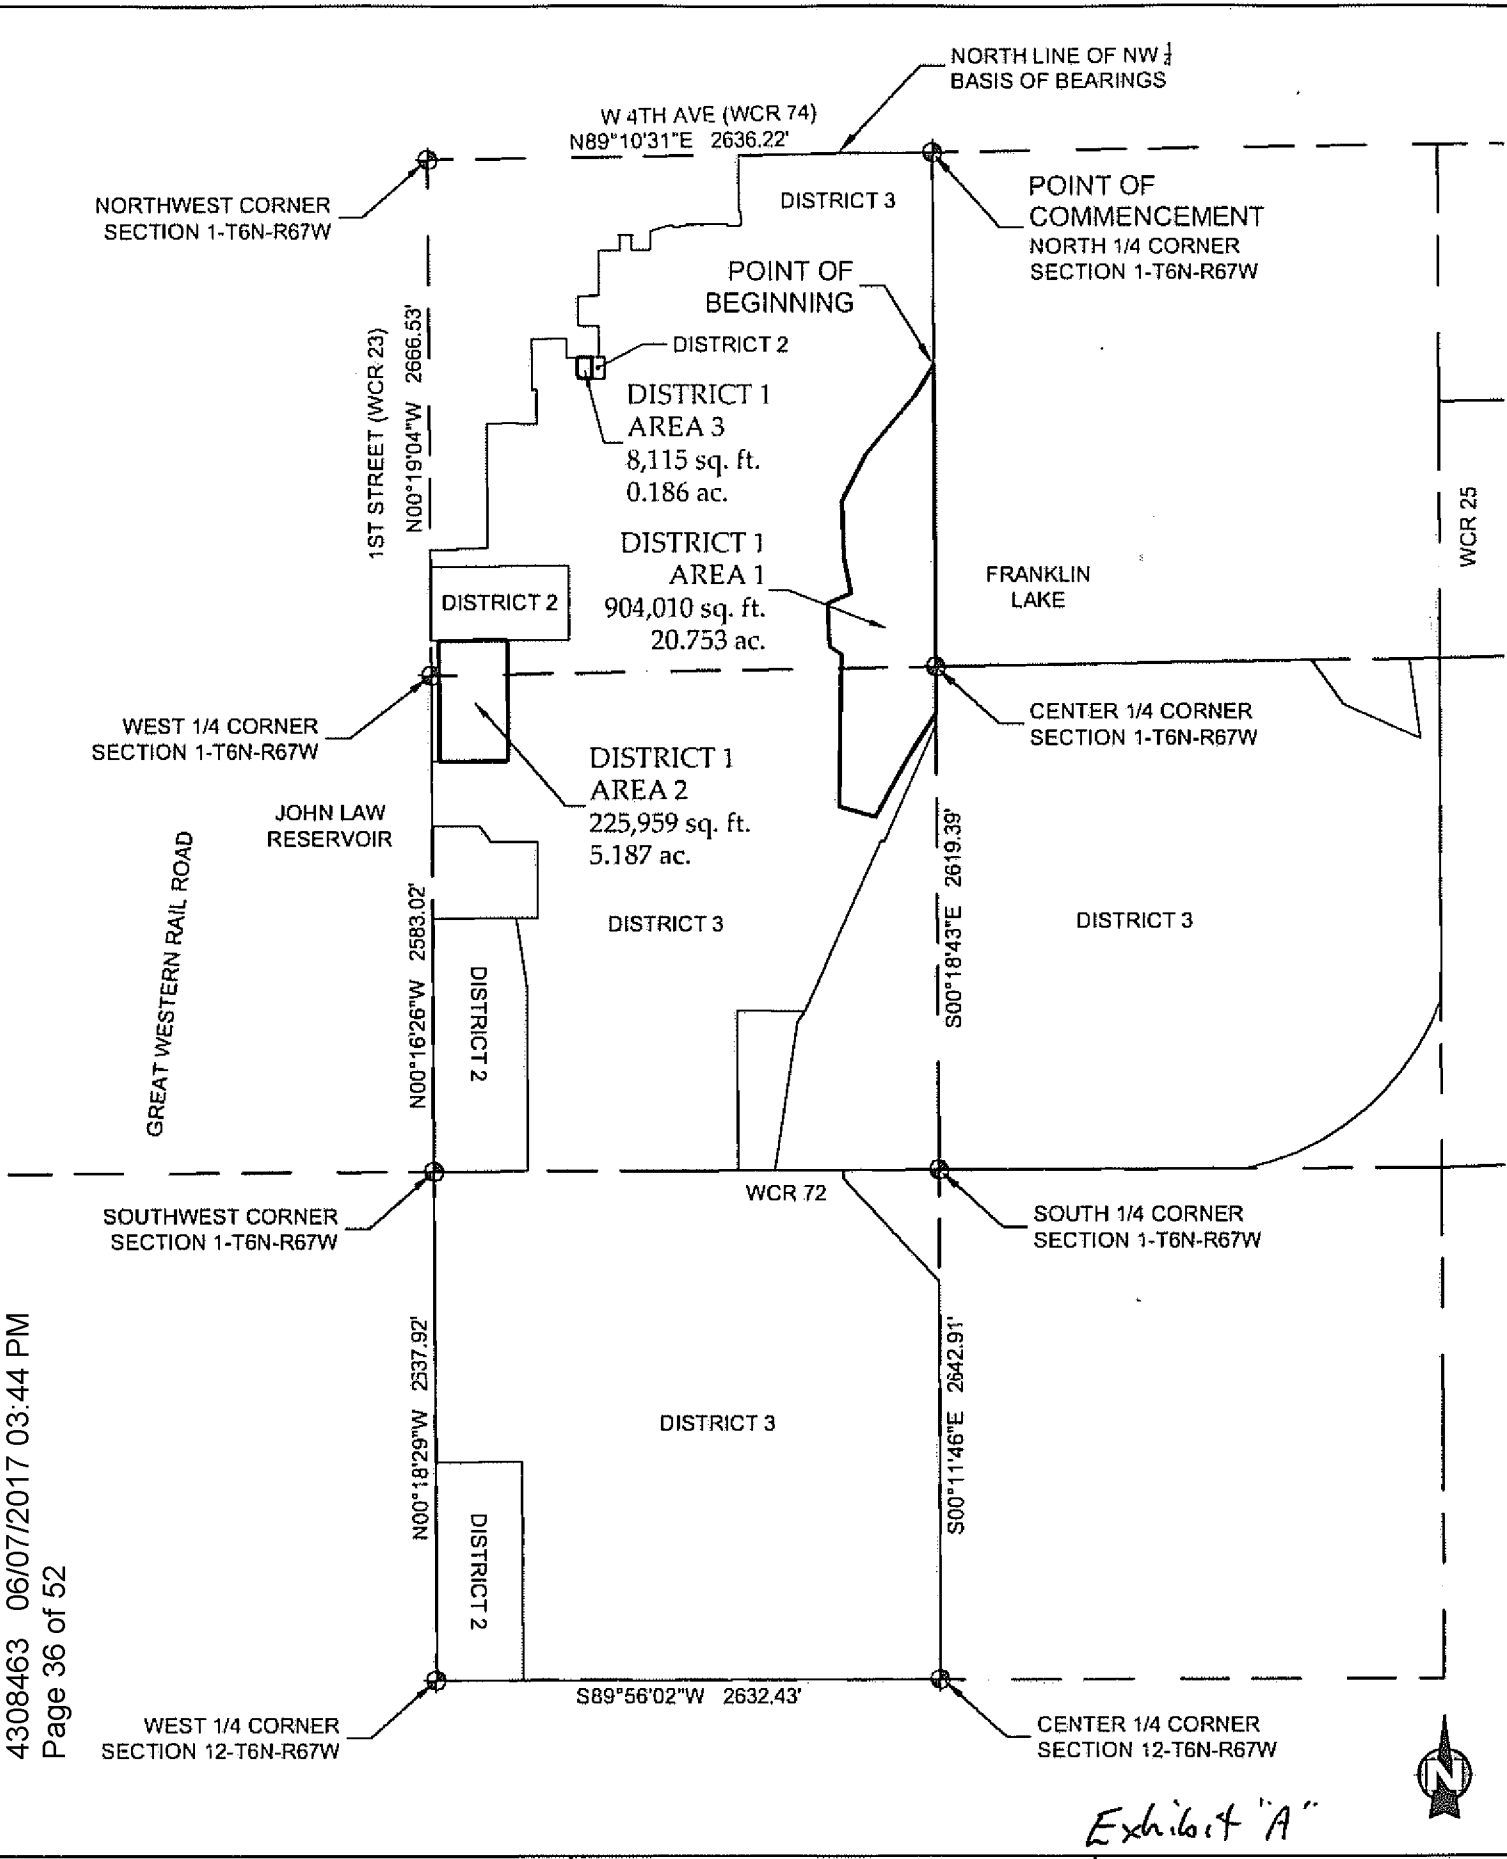 NORTH LINE OF NW 1/4
BASIS OF BEARINGS
W 4TH AVE (WCR 74)
N89°10'31"E 2636.22'
NORTHWEST CORNER
SECTION 1-T6N-R67W
DISTRICT 3
POINT OF
COMMENCEMENT
NORTH 1/4 CORNER
SECTION 1-T6N-R67W
POINT OF
BEGINNING
1ST STREET (WCR 23)
N00°19'04"W 2666.53'
DISTRICT 2
DISTRICT 1
AREA 3
8,115 sq. ft.
0.186 ac.
WCR 25
DISTRICT 1
AREA 1
904,010 sq. ft.
20.753 ac.
FRANKLIN
LAKE
DISTRICT 2
WEST 1/4 CORNER
SECTION 1-T6N-R67W
CENTER 1/4 CORNER
SECTION 1-T6N-R67W
DISTRICT 1
AREA 2
225,959 sq. ft.
5.187 ac.
JOHN LAW
RESERVOIR
GREAT WESTERN RAIL ROAD
N00°16'26"W 2583.02'
S00°18'43"E 2619.39'
DISTRICT 3
DISTRICT 3
DISTRICT 2
WCR 72
SOUTHWEST CORNER
SECTION 1-T6N-R67W
SOUTH 1/4 CORNER
SECTION 1-T6N-R67W
N00°18'29"W 2637.92'
S00°11'46"E 2642.91'
DISTRICT 3
DISTRICT 2
4308463 06/07/2017 03:44 PM
Page 36 of 52
S89°56'02"W 2632.43'
WEST 1/4 CORNER
SECTION 12-T6N-R67W
CENTER 1/4 CORNER
SECTION 12-T6N-R67W
N
Exhibit "A"